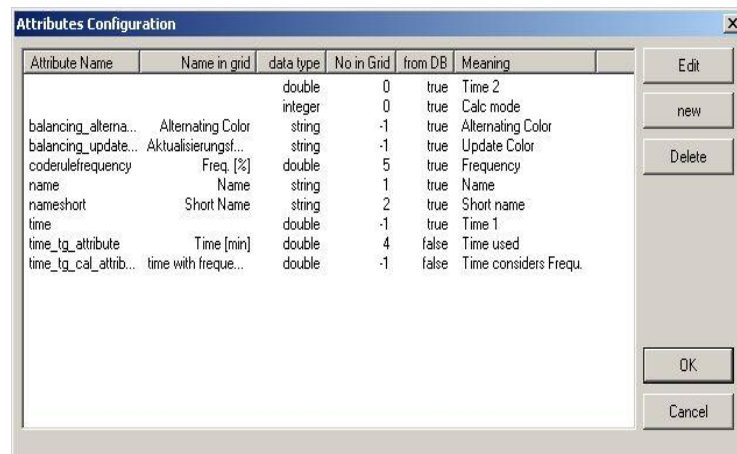 Attributes Configuration
Attribute Name Name in grid data type No in Grid from DB Meaning
double 0 true Time 2
integer 0 true Calc mode
balancing_alterna... Alternating Color string -1 true Alternating Color
balancing_update... Aktualisierungsf... string -1 true Update Color
coderulefrequency Freq. [%] double 5 true Frequency
name Name string 1 true Name
nameshort Short Name string 2 true Short name
time double -1 true Time 1
time_tg_attribute Time [min] double 4 false Time used
time_tg_cal_attrib... time with freque... double -1 false Time considers Frequ.
Edit
new
Delete
OK
Cancel